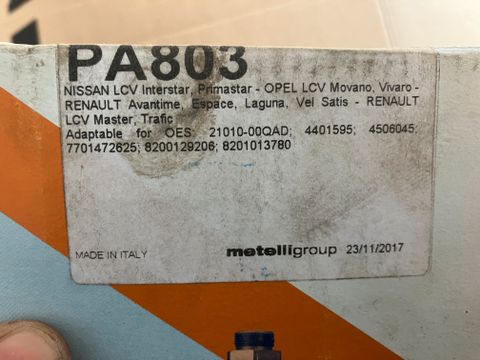 PA803
NISSAN LCV Interstar, Primastar - OPEL LCV Movano, Vivaro -
RENAULT Avantime, Espace, Laguna, Vel Satis - RENAULT
LCV Master, Trafic
Adaptable for OES: 21010-00QAD; 4401595; 4506045;
7701472625; 8200129206; 8201013780
MADE IN ITALY metelligroup 23/11/2017